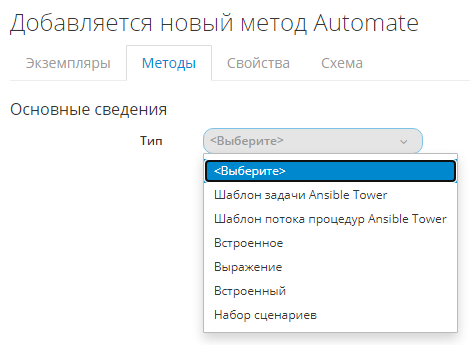 Добавляется новый метод Automate
Экземпляры Методы Свойства Схема
Основные сведения
Тип <Выберите>
<Выберите>
Шаблон задачи Ansible Tower
Шаблон потока процедур Ansible Tower
Встроенное
Выражение
Встроенный
Набор сценариев